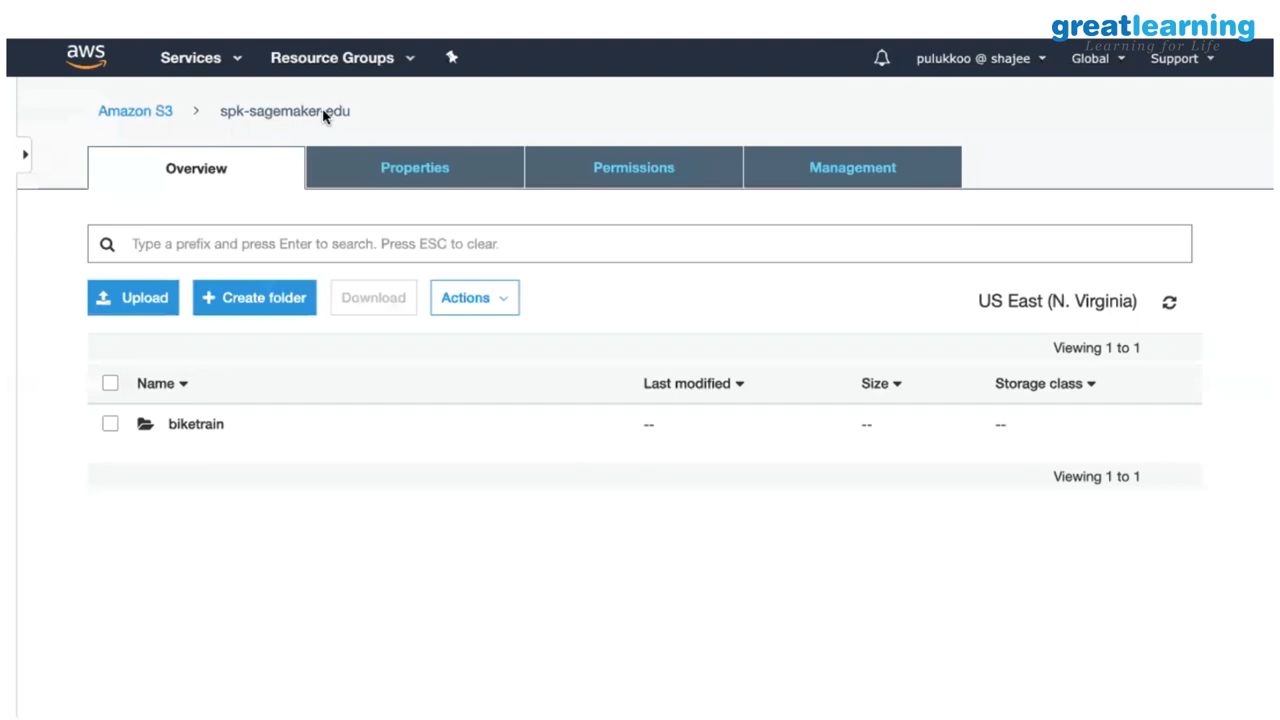 greatlearning
Learning for Life
aws Services Resource Groups pulukkoo @ shajee Global Support
Amazon S3 > spk-sagemaker-edu
Overview Properties Permissions Management
Type a prefix and press Enter to search. Press ESC to clear.
Upload + Create folder Download Actions US East (N. Virginia)
Viewing 1 to 1
Name Last modified Size Storage class
biketrain -- -- --
Viewing 1 to 1